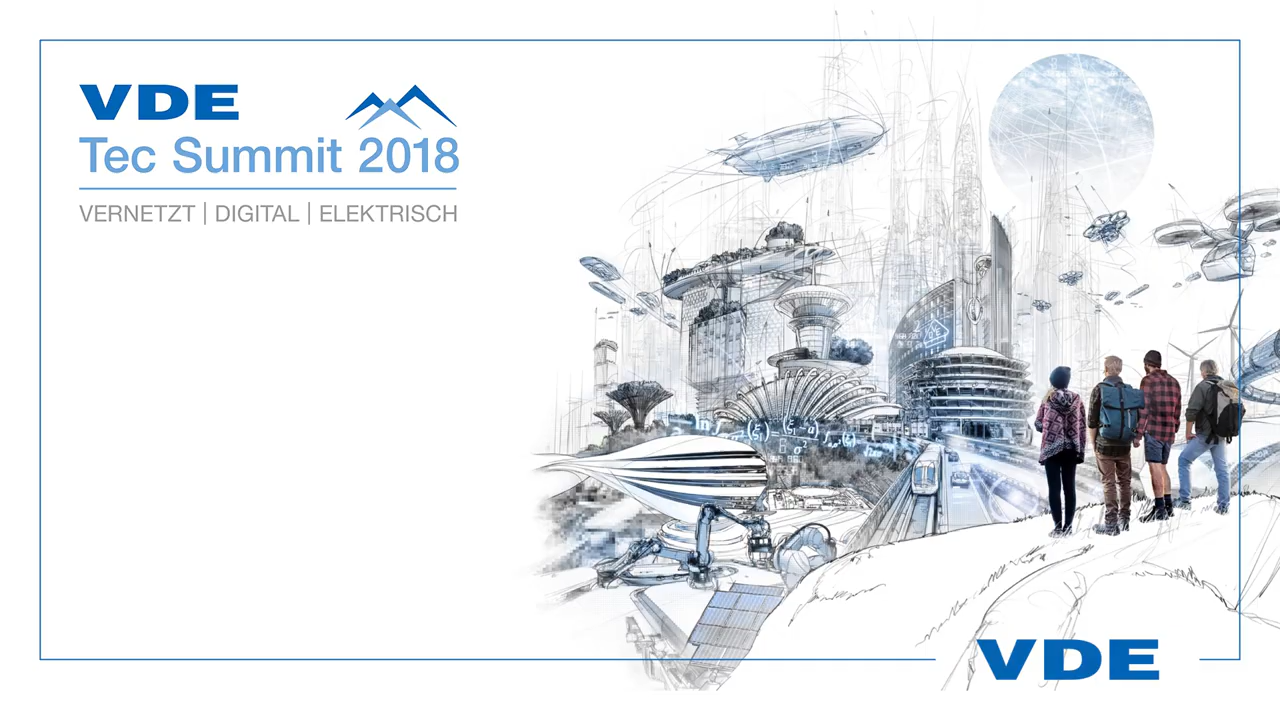 VDE
Tec Summit 2018
VERNETZT | DIGITAL | ELEKTRISCH
VDE